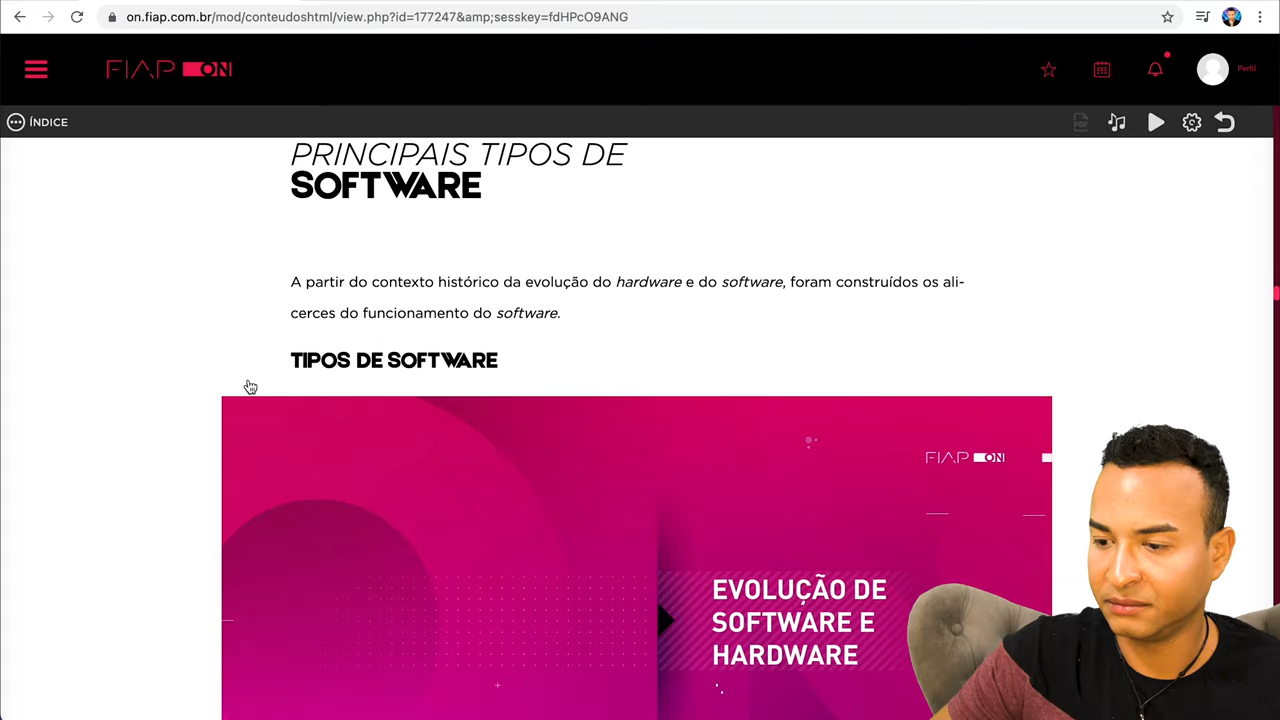 on.fiap.com.br/mod/conteudoshtml/view.php?id=177247&amp;sesskey=fdHPcO9ANG
FIAP ON
Perfil
ÍNDICE
PDF
PRINCIPAIS TIPOS DE
SOFTWARE
A partir do contexto histórico da evolução do hardware e do software, foram construídos os ali-
cerces do funcionamento do software.
TIPOS DE SOFTWARE
FIAP ON
EVOLUÇÃO DE
SOFTWARE E
HARDWARE